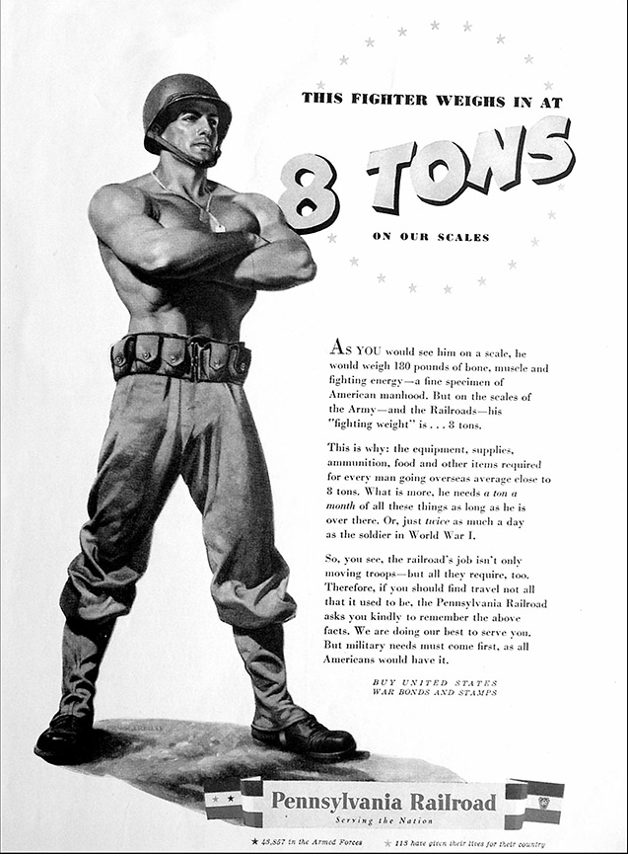 THIS FIGHTER WEIGHS IN AT
8 TONS
ON OUR SCALES
AS YOU would see him on a scale, he
would weigh 180 pounds of bone, muscle and
fighting energy—a fine specimen of
American manhood. But on the scales of
the Army—and the Railroads—his
"fighting weight" is . . . 8 tons.
This is why: the equipment, supplies,
ammunition, food and other items required
for every man going overseas average close to
8 tons. What is more, he needs a ton a
month of all these things as long as he is
over there. Or, just twice as much a day
as the soldier in World War I.
So, you see, the railroad's job isn't only
moving troops—but all they require, too.
Therefore, if you should find travel not all
that it used to be, the Pennsylvania Railroad
asks you kindly to remember the above
facts. We are doing our best to serve you.
But military needs must come first, as all
Americans would have it.
BUY UNITED STATES
WAR BONDS AND STAMPS
Pennsylvania Railroad
Serving the Nation
★ 43,857 in the Armed Forces ★ 113 have given their lives for their country